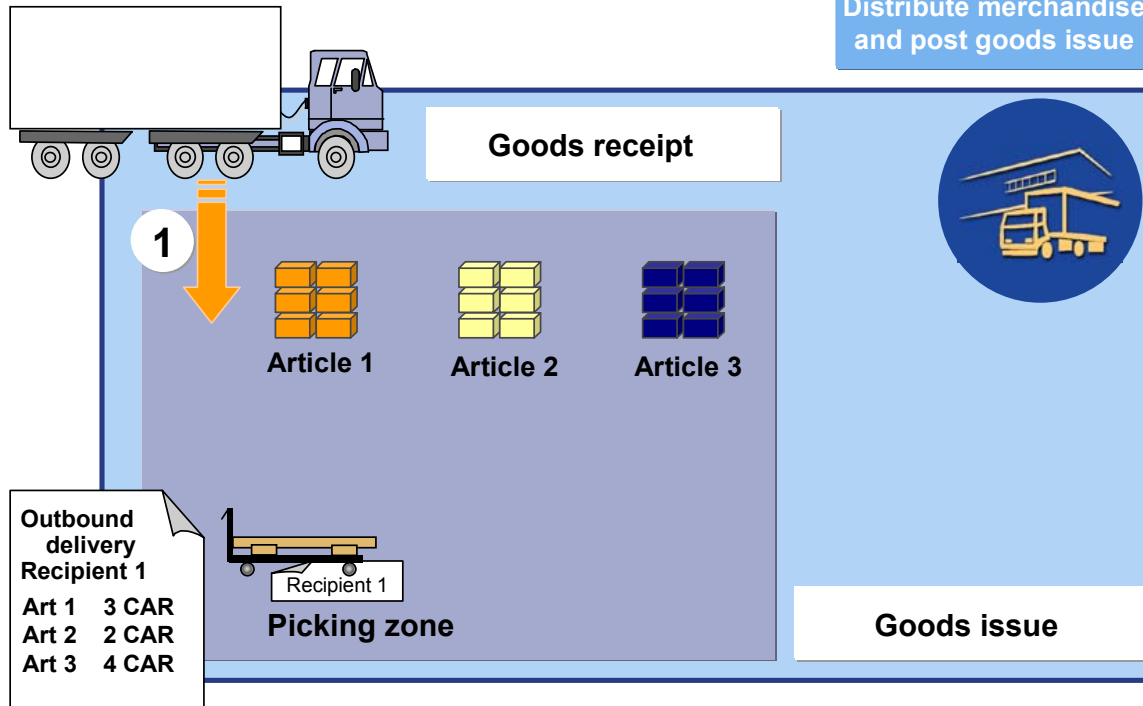 Distribute merchandise
and post goods issue
Goods receipt
1
Article 1
Article 2
Article 3
Outbound
delivery
Recipient 1
Art 1 3 CAR
Art 2 2 CAR
Art 3 4 CAR
Recipient 1
Picking zone
Goods issue